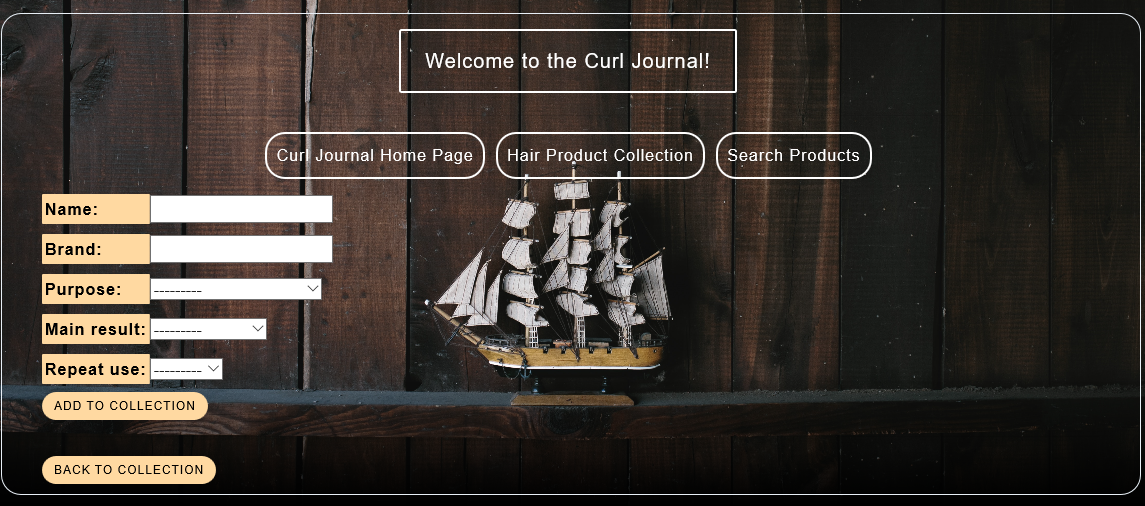 Welcome to the Curl Journal!
Curl Journal Home Page Hair Product Collection Search Products
Name:
Brand:
Purpose: ---------
Main result: ---------
Repeat use: ---------
ADD TO COLLECTION
BACK TO COLLECTION